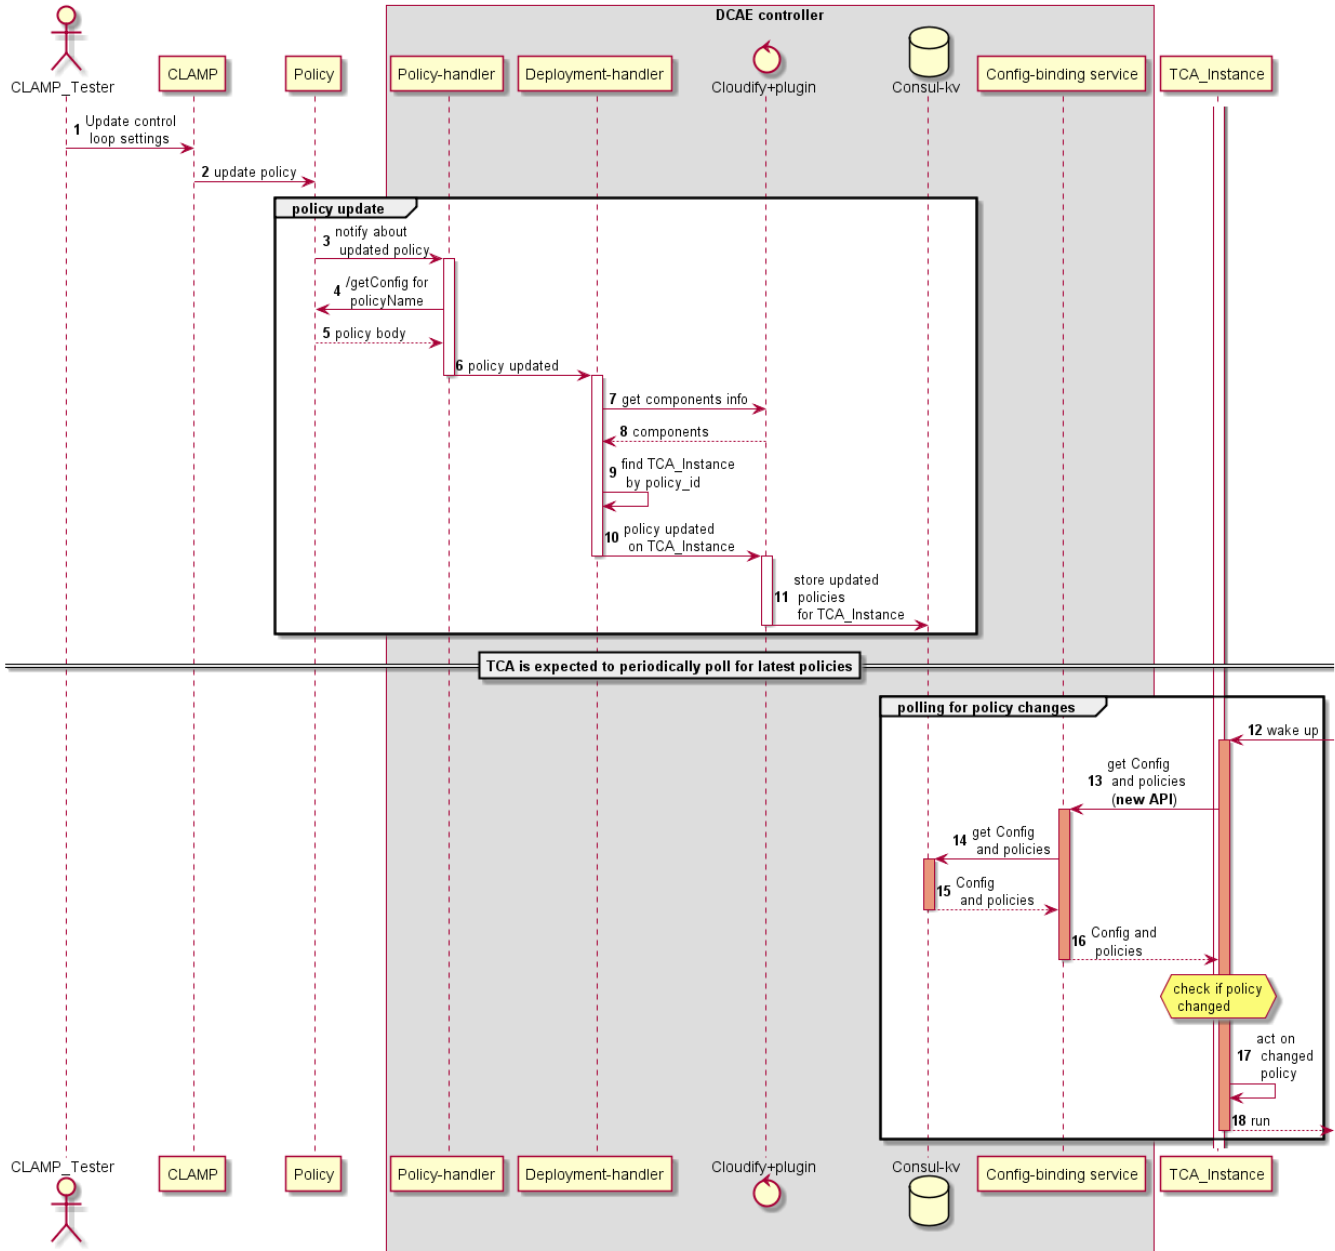 DCAE controller
CLAMP_Tester
CLAMP
Policy
Policy-handler
Deployment-handler
Cloudify+plugin
Consul-kv
Config-binding service
TCA_Instance
1 Update control
loop settings
2 update policy
policy update
3 notify about
updated policy
4 /getConfig for
policyName
5 policy body
6 policy updated
7 get components info
8 components
9 find TCA_Instance
by policy_id
10 policy updated
on TCA_Instance
11 store updated
policies
for TCA_Instance
TCA is expected to periodically poll for latest policies
polling for policy changes
12 wake up
13 get Config
and policies
(new API)
14 get Config
and policies
15 Config
and policies
16 Config and
policies
check if policy
changed
17 act on
changed
policy
18 run
CLAMP_Tester
CLAMP
Policy
Policy-handler
Deployment-handler
Cloudify+plugin
Consul-kv
Config-binding service
TCA_Instance